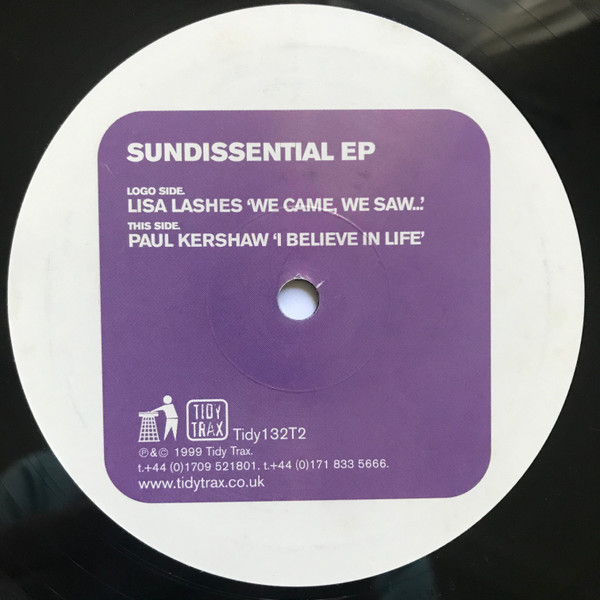 SUNDISSENTIAL EP
LOGO SIDE.
LISA LASHES ‘WE CAME, WE SAW...’
THIS SIDE.
PAUL KERSHAW ‘I BELIEVE IN LIFE’
TIDY
TRAX
Tidy132T2
℗&© 1999 Tidy Trax.
t.+44 (0)1709 521801. t.+44 (0)171 833 5666.
www.tidytrax.co.uk